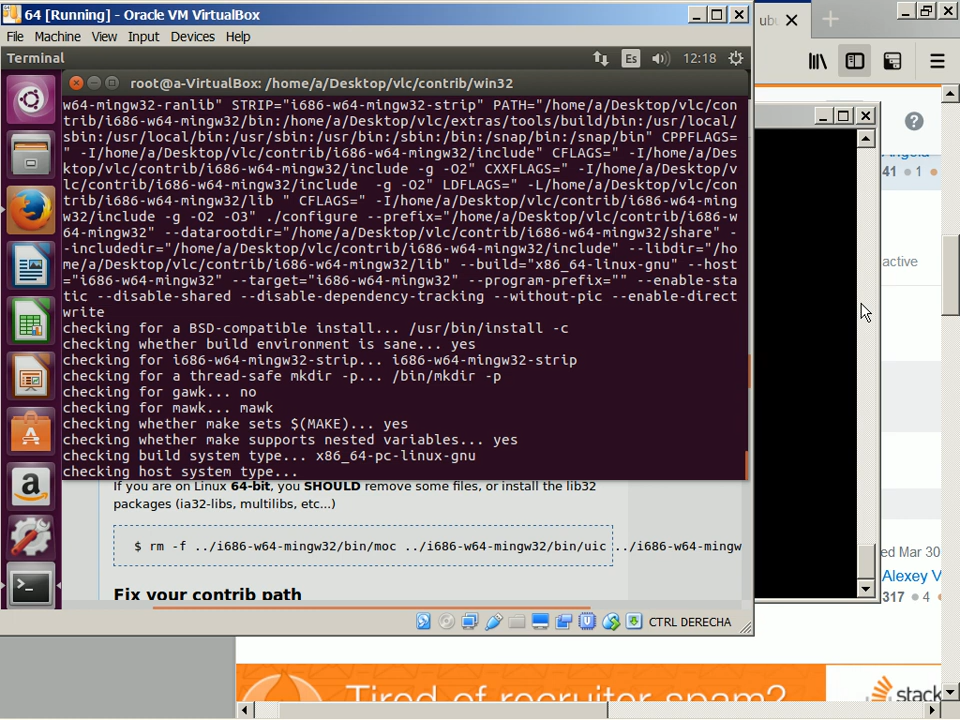 64 [Running] - Oracle VM VirtualBox
File Machine View Input Devices Help
Terminal
Es
12:18
root@a-VirtualBox: /home/a/Desktop/vlc/contrib/win32
w64-mingw32-ranlib" STRIP="i686-w64-mingw32-strip" PATH="/home/a/Desktop/vlc/con
trib/i686-w64-mingw32/bin:/home/a/Desktop/vlc/extras/tools/build/bin:/usr/local/
sbin:/usr/local/bin:/usr/sbin:/usr/bin:/sbin:/bin:/snap/bin:/snap/bin" CPPFLAGS=
" -I/home/a/Desktop/vlc/contrib/i686-w64-mingw32/include" CFLAGS=" -I/home/a/Des
ktop/vlc/contrib/i686-w64-mingw32/include -g -O2" CXXFLAGS=" -I/home/a/Desktop/v
lc/contrib/i686-w64-mingw32/include  -g -O2" LDFLAGS=" -L/home/a/Desktop/vlc/con
trib/i686-w64-mingw32/lib " CFLAGS=" -I/home/a/Desktop/vlc/contrib/i686-w64-ming
w32/include -g -O2 -O3" ./configure --prefix="/home/a/Desktop/vlc/contrib/i686-w
64-mingw32" --datarootdir="/home/a/Desktop/vlc/contrib/i686-w64-mingw32/share" -
-includedir="/home/a/Desktop/vlc/contrib/i686-w64-mingw32/include" --libdir="/ho
me/a/Desktop/vlc/contrib/i686-w64-mingw32/lib" --build="x86_64-linux-gnu" --host
="i686-w64-mingw32" --target="i686-w64-mingw32" --program-prefix="" --enable-sta
tic --disable-shared --disable-dependency-tracking --without-pic --enable-direct
write
checking for a BSD-compatible install... /usr/bin/install -c
checking whether build environment is sane... yes
checking for i686-w64-mingw32-strip... i686-w64-mingw32-strip
checking for a thread-safe mkdir -p... /bin/mkdir -p
checking for gawk... no
checking for mawk... mawk
checking whether make sets $(MAKE)... yes
checking whether make supports nested variables... yes
checking build system type... x86_64-pc-linux-gnu
checking host system type...
If you are on Linux 64-bit, you SHOULD remove some files, or install the lib32
packages (ia32-libs, multilibs, etc...)
$ rm -f ../i686-w64-mingw32/bin/moc ../i686-w64-mingw32/bin/uic ../i686-w64-mingw
Fix your contrib path
CTRL DERECHA
ubu
41 1
active
ed Mar 30
Alexey V
317 4
Tired of recruiter spam?
stack